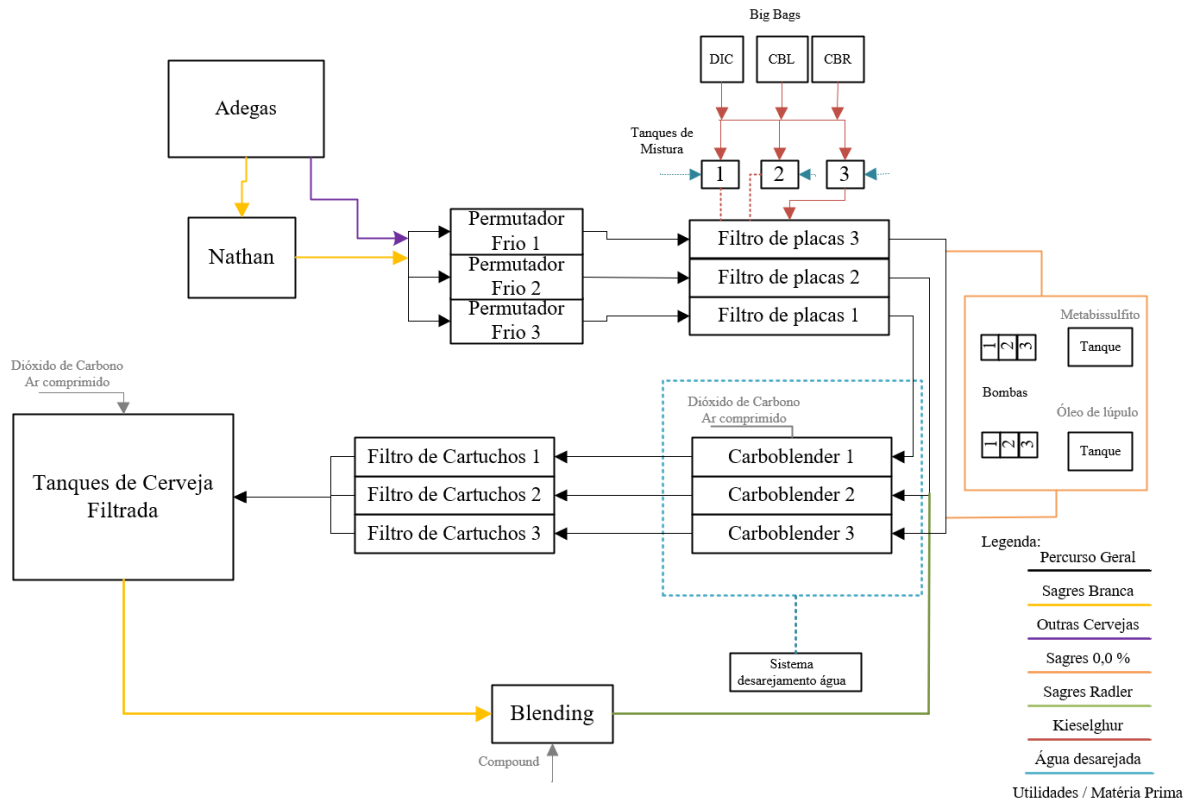 Big Bags
DIC
CBL
CBR
Adegas
Tanques de
Mistura
1
2
3
Nathan
Permutador
Frio 1
Permutador
Frio 2
Permutador
Frio 3
Filtro de placas 3
Filtro de placas 2
Filtro de placas 1
Metabissulfito
1
2
3
Tanque
Bombas
Óleo de lúpulo
1
2
3
Tanque
Dióxido de Carbono
Ar comprimido
Tanques de Cerveja
Filtrada
Filtro de Cartuchos 1
Filtro de Cartuchos 2
Filtro de Cartuchos 3
Dióxido de Carbono
Ar comprimido
Carboblender 1
Carboblender 2
Carboblender 3
Sistema
desarejamento água
Blending
Compound
Legenda:
Percurso Geral
Sagres Branca
Outras Cervejas
Sagres 0,0 %
Sagres Radler
Kieselghur
Água desarejada
Utilidades / Matéria Prima